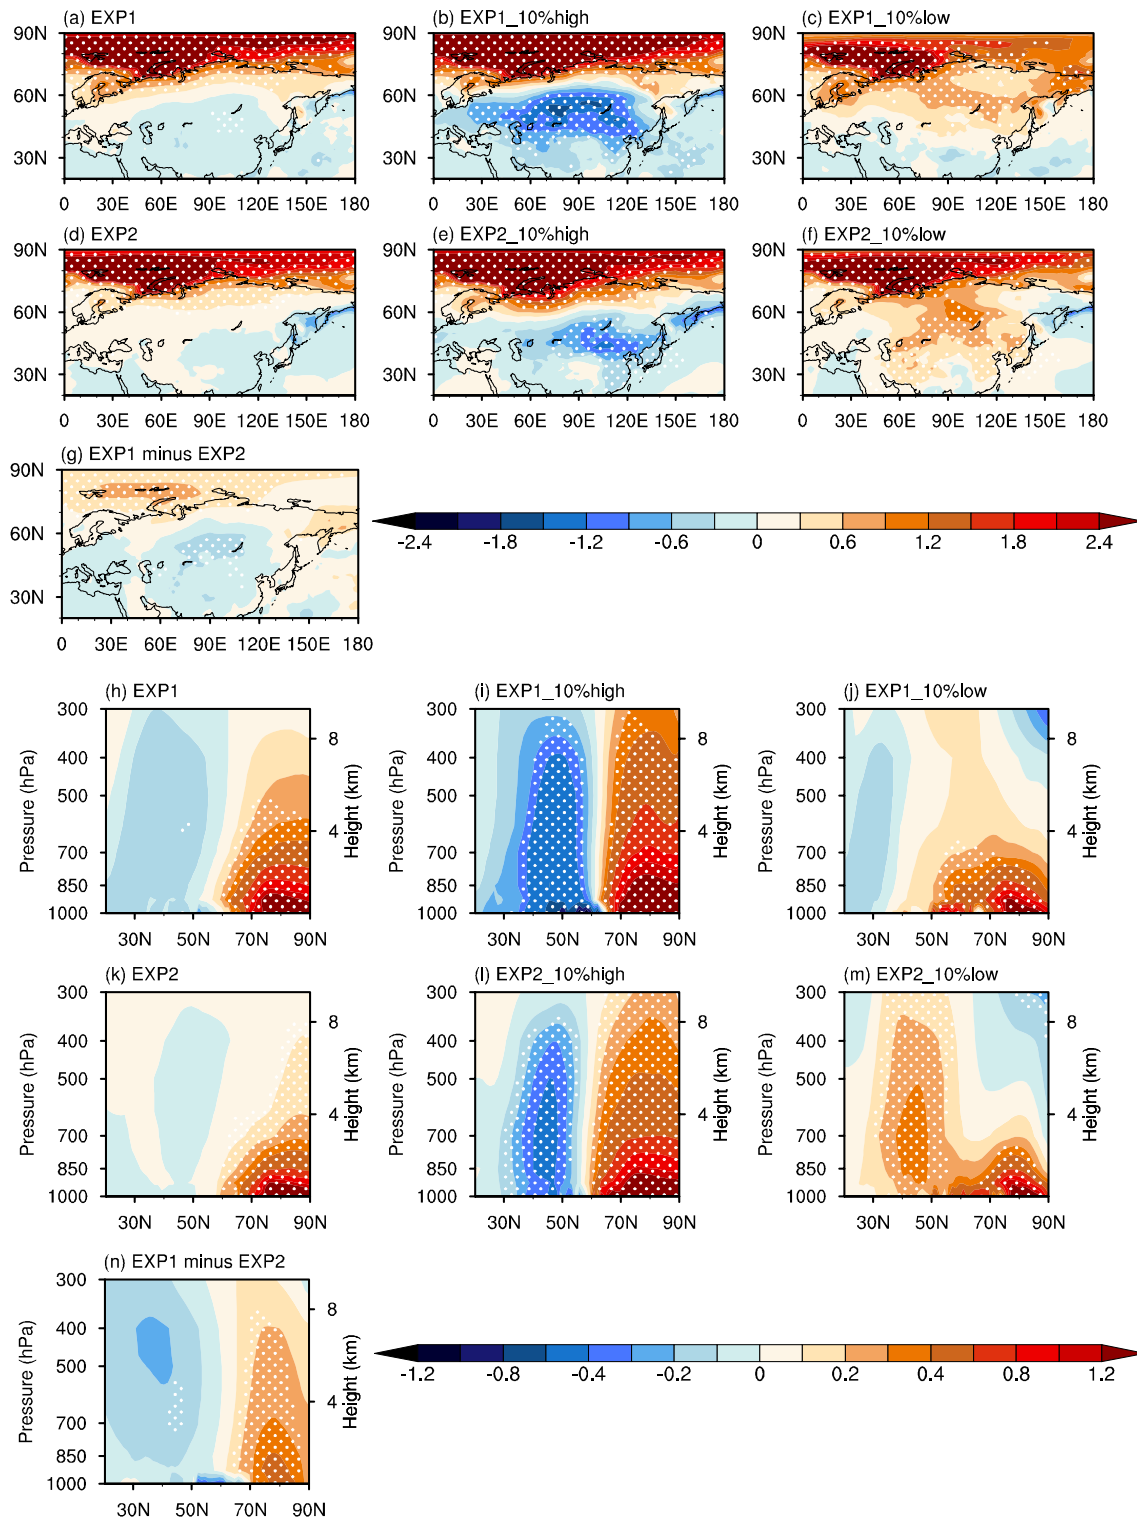 (a) EXP1 (b) EXP1_10%high (c) EXP1_10%low
90N 90N 90N
60N 60N 60N
30N 30N 30N
0 30E 60E 90E 120E 150E 180 0 30E 60E 90E 120E 150E 180 0 30E 60E 90E 120E 150E 180
(d) EXP2 (e) EXP2_10%high (f) EXP2_10%low
90N 90N 90N
60N 60N 60N
30N 30N 30N
0 30E 60E 90E 120E 150E 180 0 30E 60E 90E 120E 150E 180 0 30E 60E 90E 120E 150E 180
(g) EXP1 minus EXP2
90N
60N
30N
0 30E 60E 90E 120E 150E 180
-2.4 -1.8 -1.2 -0.6 0 0.6 1.2 1.8 2.4
(h) EXP1 (i) EXP1_10%high (j) EXP1_10%low
300 300 300
400 8 400 8 400 8
500 500 500
4 4 4
700 700 700
850 850 850
1000 1000 1000
Pressure (hPa) Height (km) Pressure (hPa) Height (km) Pressure (hPa) Height (km)
30N 50N 70N 90N 30N 50N 70N 90N 30N 50N 70N 90N
(k) EXP2 (l) EXP2_10%high (m) EXP2_10%low
300 300 300
400 8 400 8 400 8
500 500 500
4 4 4
700 700 700
850 850 850
1000 1000 1000
Pressure (hPa) Height (km) Pressure (hPa) Height (km) Pressure (hPa) Height (km)
30N 50N 70N 90N 30N 50N 70N 90N 30N 50N 70N 90N
(n) EXP1 minus EXP2
300
8
400
500
4
700
850
1000
Pressure (hPa) Height (km)
30N 50N 70N 90N
-1.2 -0.8 -0.4 -0.2 0 0.2 0.4 0.8 1.2